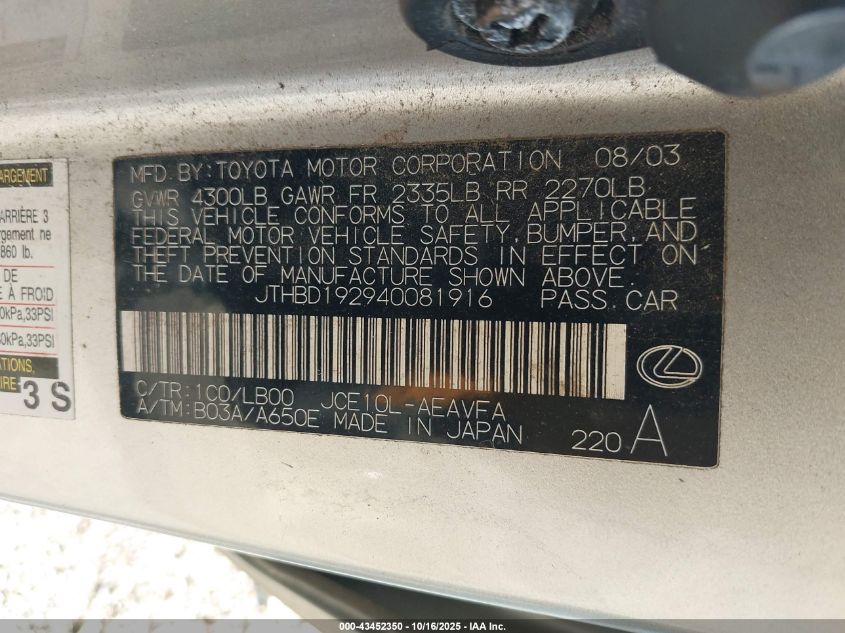 ARGEMENT
ARRIÈRE 3
rgement ne
860 lb.
DE
E À FROID
0kPa,33PSI
0kPa,33PSI
ATIONS,
IRE
3 S
MFD. BY: TOYOTA MOTOR CORPORATION 08/03
GVWR 4300LB GAWR FR 2335LB RR 2270LB
THIS VEHICLE CONFORMS TO ALL APPLICABLE
FEDERAL MOTOR VEHICLE SAFETY, BUMPER, AND
THEFT PREVENTION STANDARDS IN EFFECT ON
THE DATE OF MANUFACTURE SHOWN ABOVE.
JTHBD192940081916 PASS. CAR
C/TR: 1C0/LB00 JCE10L-AEAVFA
A/TM: B03A/A650E MADE IN JAPAN
220 A
000-43452350 - 10/16/2025 - IAA Inc.